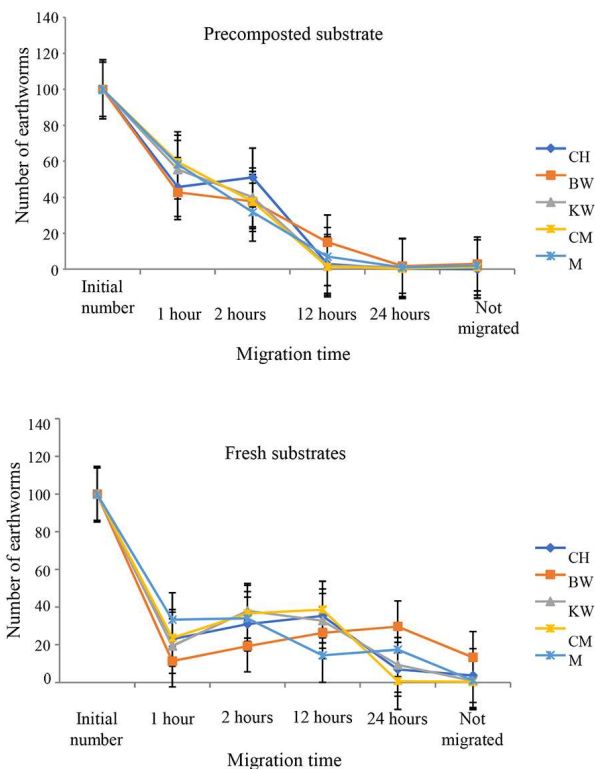 Precomposted substrate
Number of earthworms
140
120
100
80
60
40
20
0
Initial
number
1 hour
2 hours
12 hours
24 hours
Not
migrated
Migration time
CH
BW
KW
CM
M
Fresh substrates
Number of earthworms
140
120
100
80
60
40
20
0
Initial
number
1 hour
2 hours
12 hours
24 hours
Not
migrated
Migration time
CH
BW
KW
CM
M